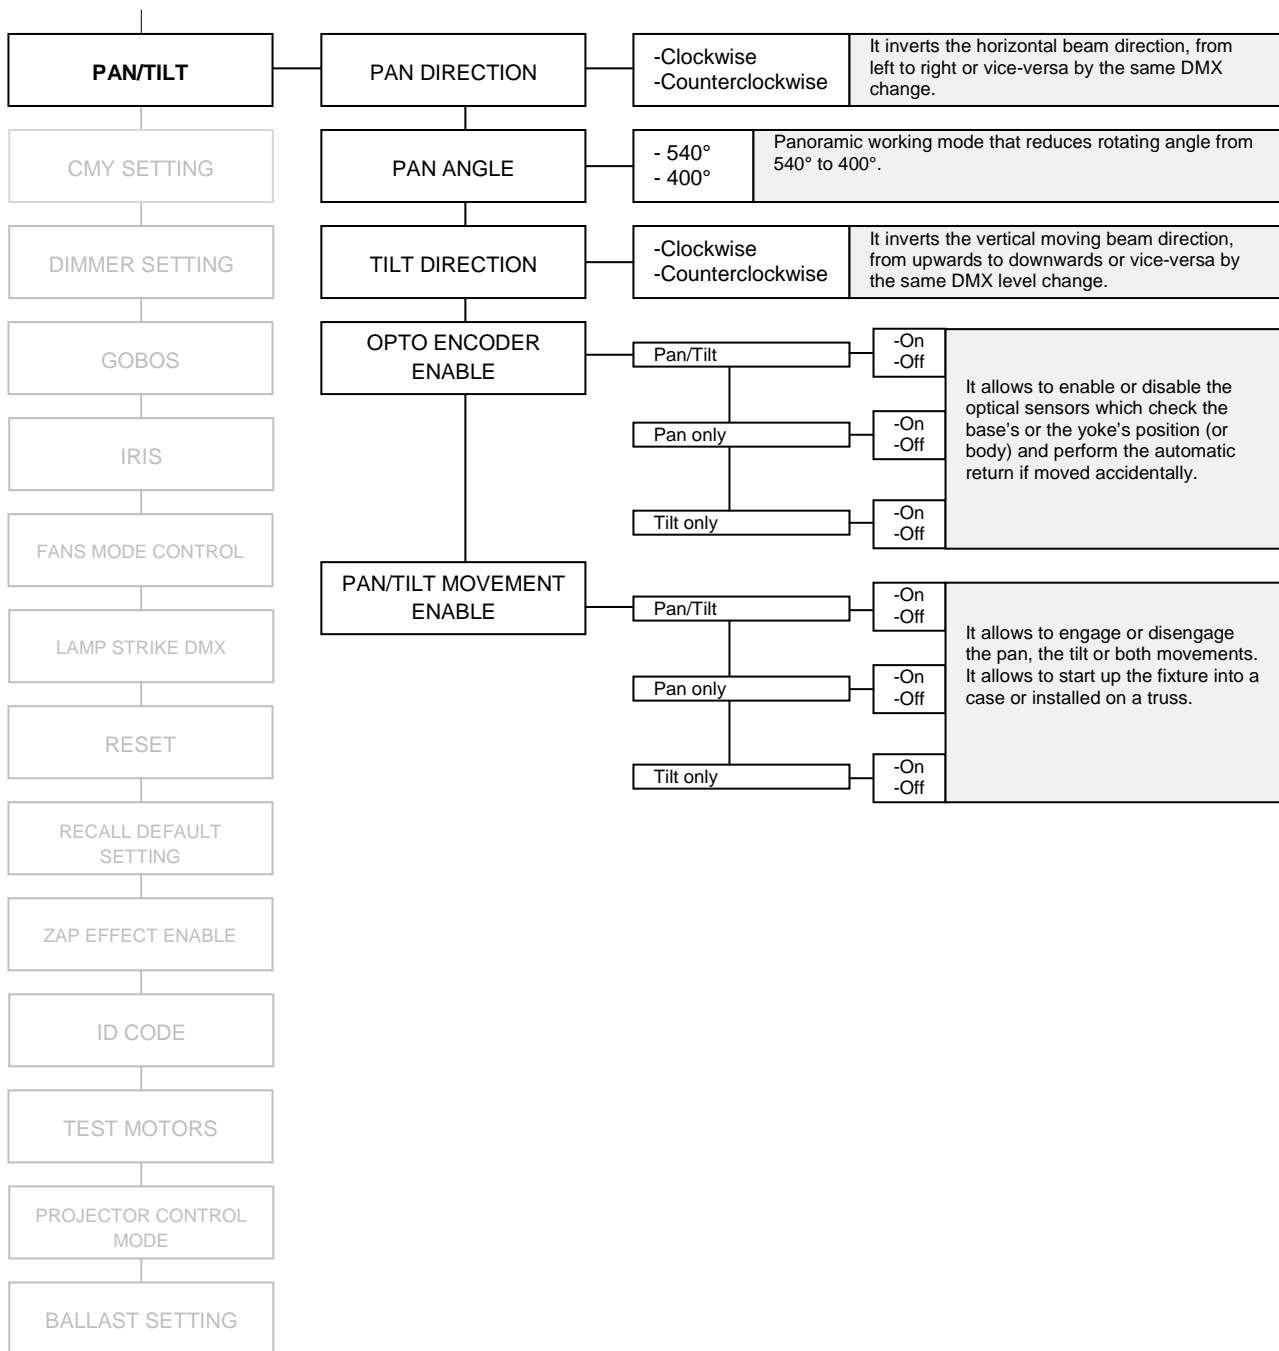 PAN/TILT
PAN DIRECTION
-Clockwise
-Counterclockwise
It inverts the horizontal beam direction, from
left to right or vice-versa by the same DMX
change.
CMY SETTING
PAN ANGLE
- 540°
- 400°
Panoramic working mode that reduces rotating angle from
540° to 400°.
DIMMER SETTING
TILT DIRECTION
-Clockwise
-Counterclockwise
It inverts the vertical moving beam direction,
from upwards to downwards or vice-versa by
the same DMX level change.
GOBOS
OPTO ENCODER
ENABLE
Pan/Tilt
-On
-Off
Pan only
-On
-Off
Tilt only
-On
-Off
It allows to enable or disable the
optical sensors which check the
base's or the yoke's position (or
body) and perform the automatic
return if moved accidentally.
IRIS
FANS MODE CONTROL
PAN/TILT MOVEMENT
ENABLE
Pan/Tilt
-On
-Off
Pan only
-On
-Off
Tilt only
-On
-Off
It allows to engage or disengage
the pan, the tilt or both movements.
It allows to start up the fixture into a
case or installed on a truss.
LAMP STRIKE DMX
RESET
RECALL DEFAULT
SETTING
ZAP EFFECT ENABLE
ID CODE
TEST MOTORS
PROJECTOR CONTROL
MODE
BALLAST SETTING